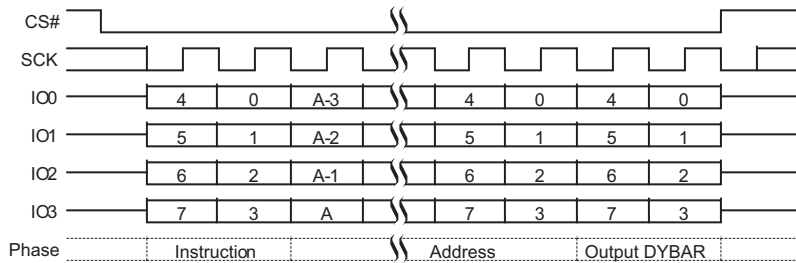 CS#
SCK
IO0 4 0 A-3 4 0 4 0
IO1 5 1 A-2 5 1 5 1
IO2 6 2 A-1 6 2 6 2
IO3 7 3 A 7 3 7 3
Phase Instruction Address Output DYBAR